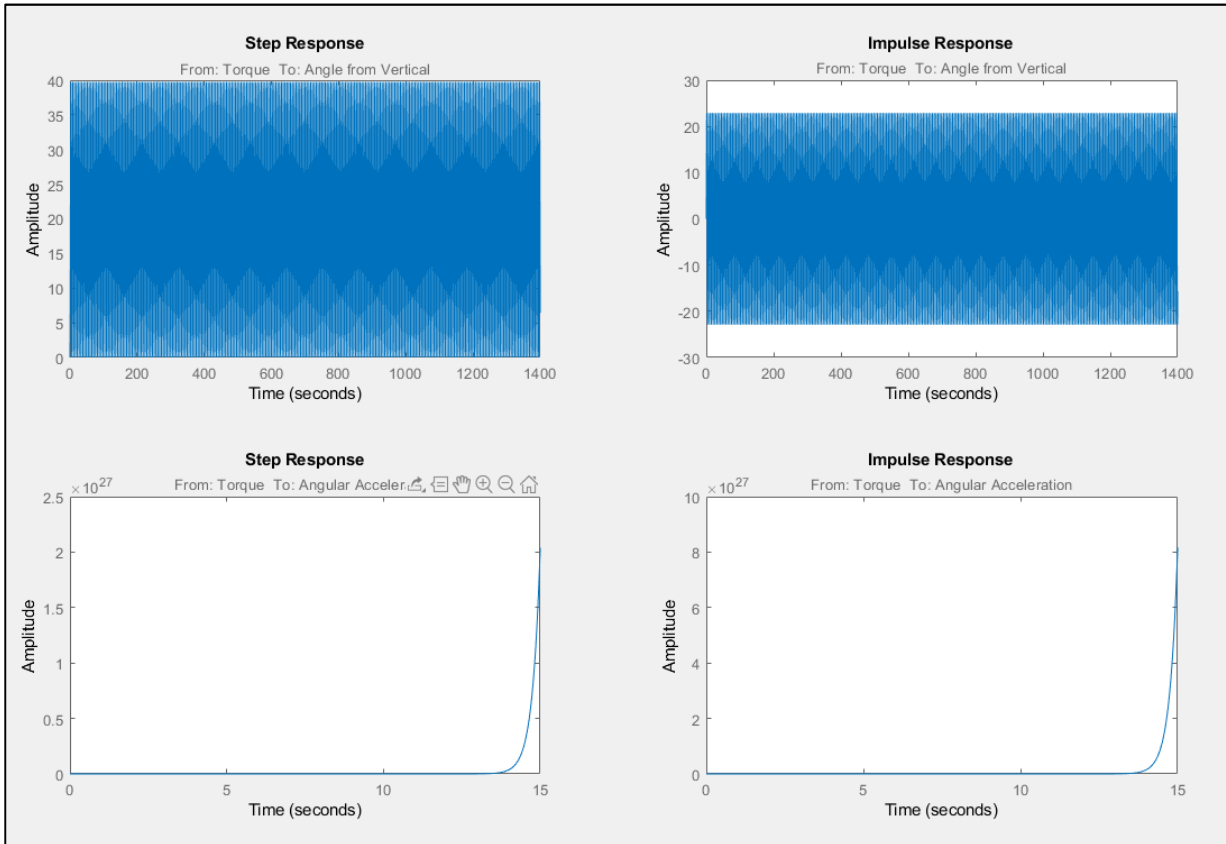 Step Response
From: Torque To: Angle from Vertical
40
35
30
25
20
15
10
5
0
Amplitude
0 200 400 600 800 1000 1200 1400
Time (seconds)
Impulse Response
From: Torque To: Angle from Vertical
30
20
10
0
-10
-20
-30
Amplitude
0 200 400 600 800 1000 1200 1400
Time (seconds)
Step Response
×10^27 From: Torque To: Angular Acceler
2.5
2
1.5
1
0.5
0
Amplitude
0 5 10 15
Time (seconds)
Impulse Response
×10^27 From: Torque To: Angular Acceleration
10
8
6
4
2
0
Amplitude
0 5 10 15
Time (seconds)